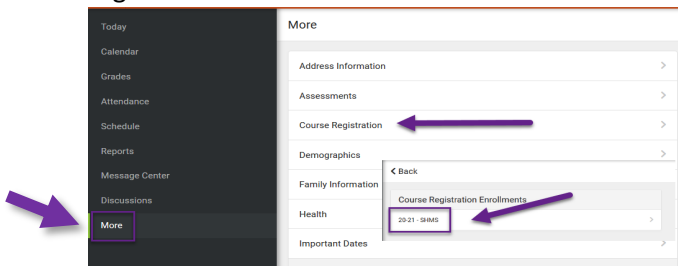 Today
Calendar
Grades
Attendance
Schedule
Reports
Message Center
Discussions
More
More
Address Information
Assessments
Course Registration
Demographics
Family Information
Health
Important Dates
Back
Course Registration Enrollments
20-21 - SHMS